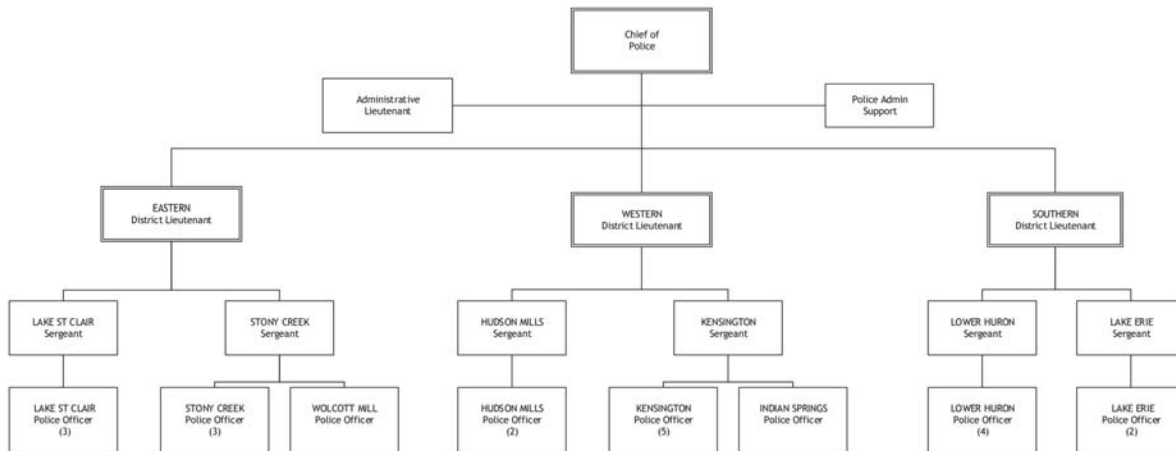 Chief of
Police
Administrative
Lieutenant
Police Admin
Support
EASTERN
District Lieutenant
WESTERN
District Lieutenant
SOUTHERN
District Lieutenant
LAKE ST CLAIR
Sergeant
STONY CREEK
Sergeant
HUDSON MILLS
Sergeant
KENSINGTON
Sergeant
LOWER HURON
Sergeant
LAKE ERIE
Sergeant
LAKE ST CLAIR
Police Officer
(3)
STONY CREEK
Police Officer
(3)
WOLCOTT MILL
Police Officer
HUDSON MILLS
Police Officer
(2)
KENSINGTON
Police Officer
(5)
INDIAN SPRINGS
Police Officer
LOWER HURON
Police Officer
(4)
LAKE ERIE
Police Officer
(2)